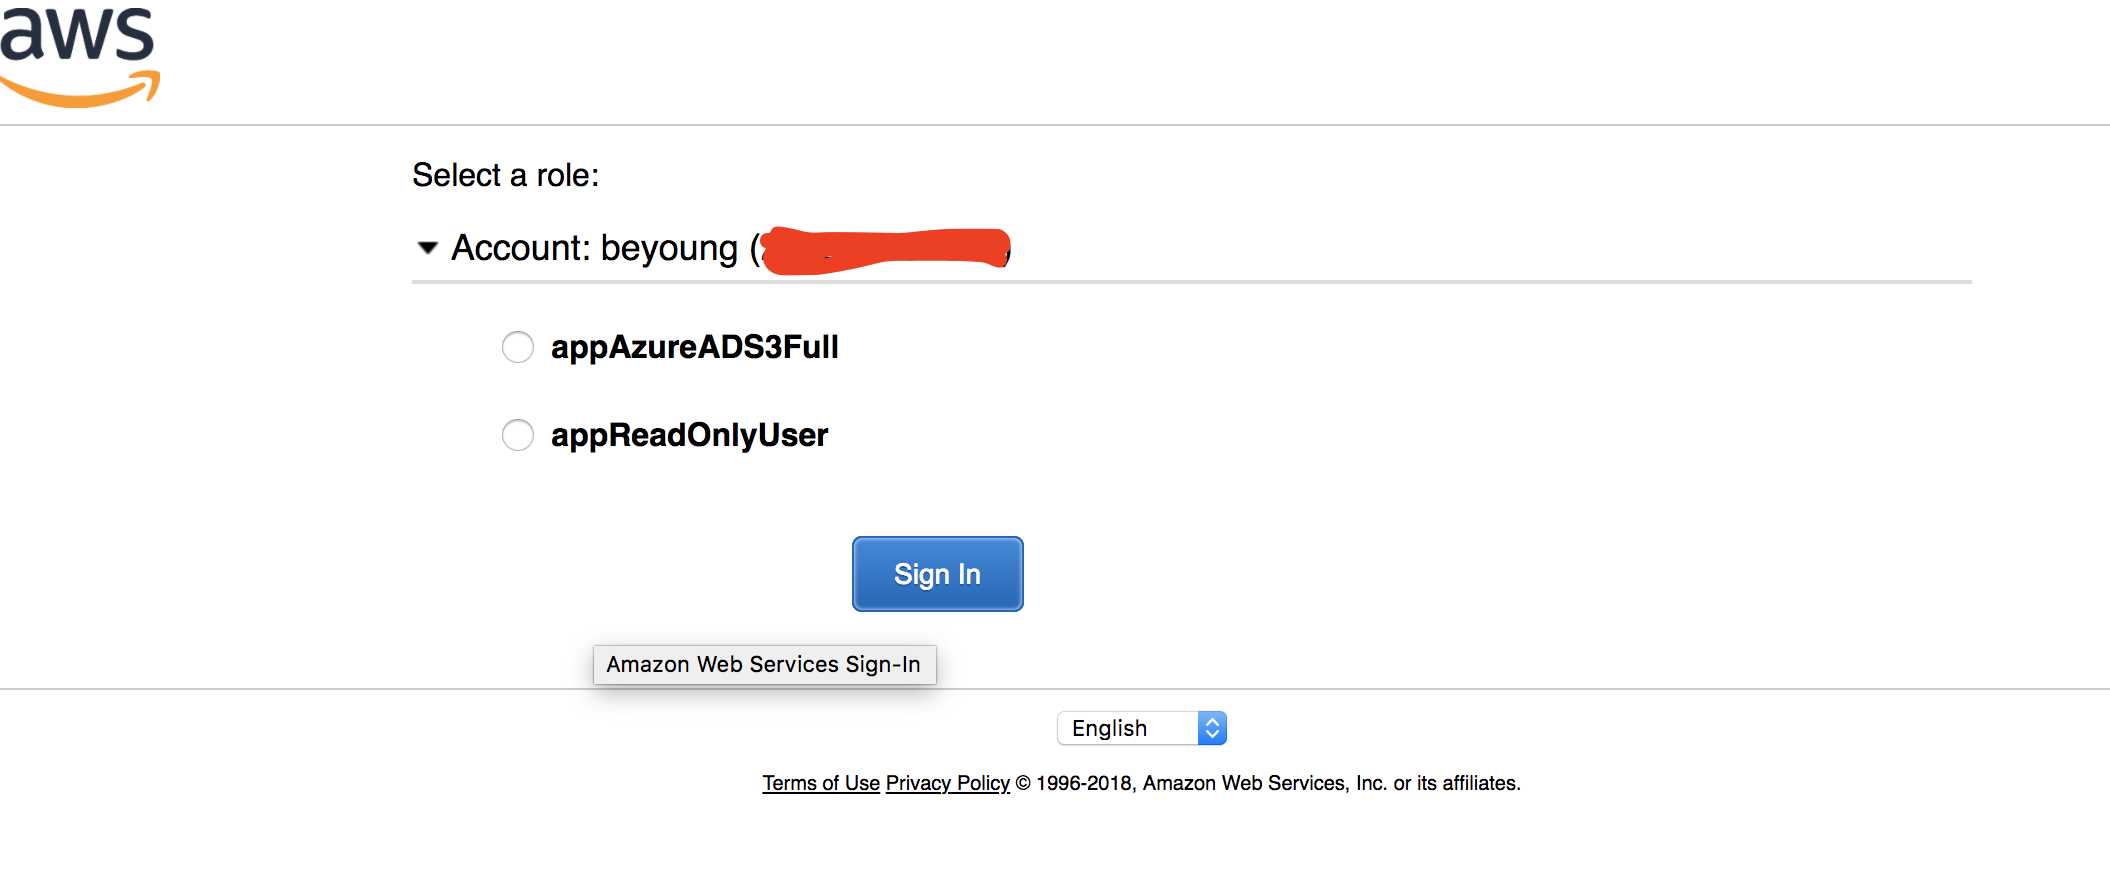 aws
Select a role:
Account: beyoung (
appAzureADS3Full
appReadOnlyUser
Sign In
Amazon Web Services Sign-In
English
Terms of Use Privacy Policy © 1996-2018, Amazon Web Services, Inc. or its affiliates.